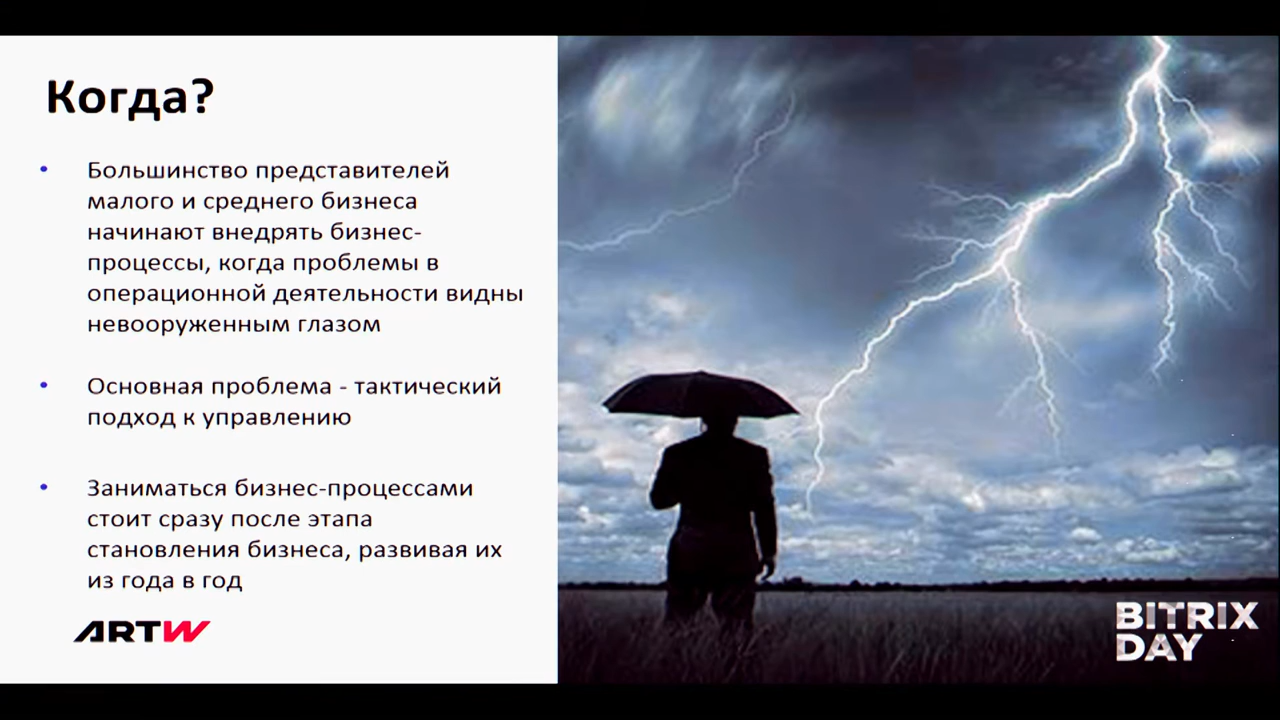 Когда?
• Большинство представителей
малого и среднего бизнеса
начинают внедрять бизнес-
процессы, когда проблемы в
операционной деятельности видны
невооруженным глазом
• Основная проблема - тактический
подход к управлению
• Заниматься бизнес-процессами
стоит сразу после этапа
становления бизнеса, развивая их
из года в год
ARTW
BITRIX
DAY